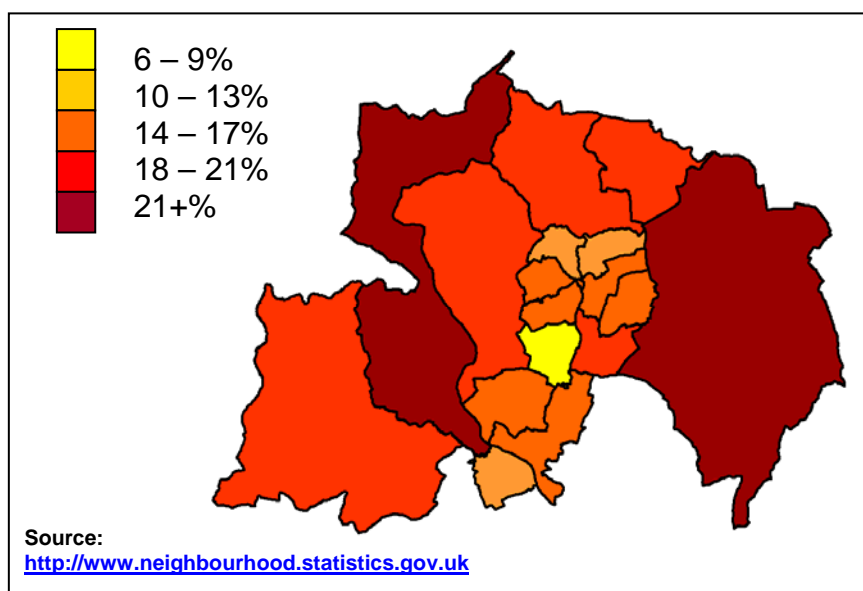 6 – 9%
10 – 13%
14 – 17%
18 – 21%
21+%
Source:
http://www.neighbourhood.statistics.gov.uk